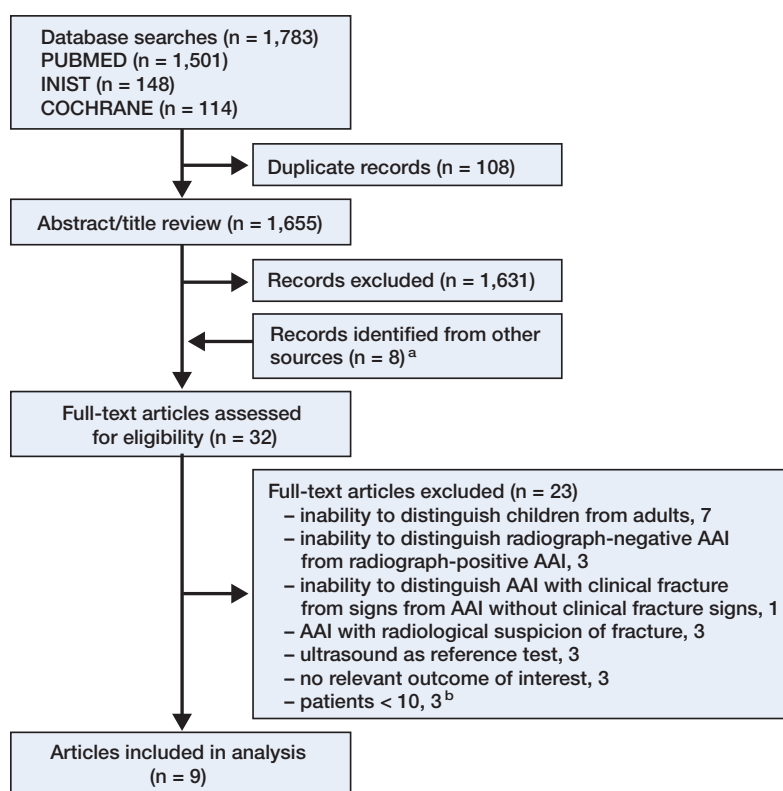 Database searches (n = 1,783)
PUBMED (n = 1,501)
INIST (n = 148)
COCHRANE (n = 114)
Duplicate records (n = 108)
Abstract/title review (n = 1,655)
Records excluded (n = 1,631)
Records identified from other
sources (n = 8) a
Full-text articles assessed
for eligibility (n = 32)
Full-text articles excluded (n = 23)
– inability to distinguish children from adults, 7
– inability to distinguish radiograph-negative AAI
from radiograph-positive AAI, 3
– inability to distinguish AAI with clinical fracture
from signs from AAI without clinical fracture signs, 1
– AAI with radiological suspicion of fracture, 3
– ultrasound as reference test, 3
– no relevant outcome of interest, 3
– patients < 10, 3 b
Articles included in analysis
(n = 9)